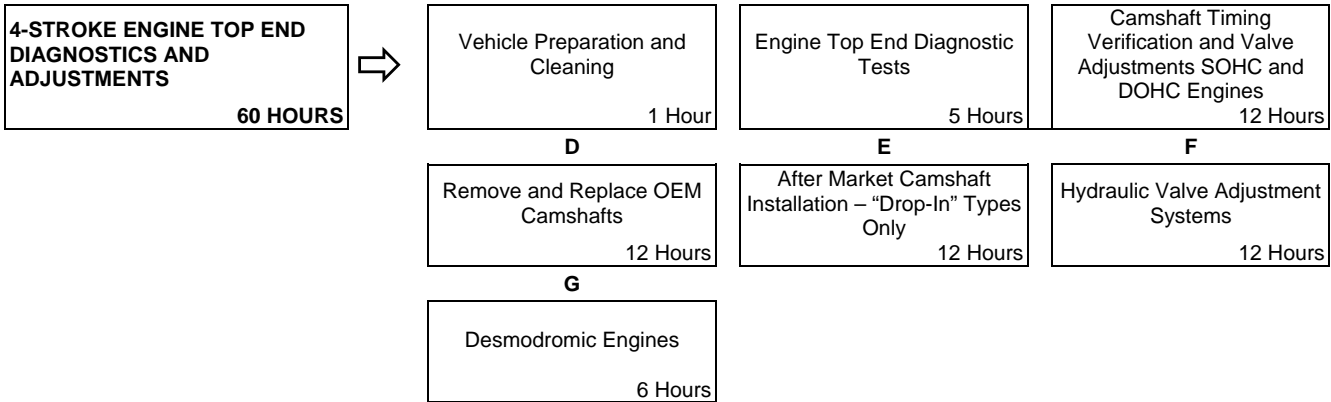 4-STROKE ENGINE TOP END
DIAGNOSTICS AND
ADJUSTMENTS
60 HOURS
Vehicle Preparation and
Cleaning
1 Hour
Engine Top End Diagnostic
Tests
5 Hours
Camshaft Timing
Verification and Valve
Adjustments SOHC and
DOHC Engines
12 Hours
D
E
F
Remove and Replace OEM
Camshafts
12 Hours
After Market Camshaft
Installation – “Drop-In” Types
Only
12 Hours
Hydraulic Valve Adjustment
Systems
12 Hours
G
Desmodromic Engines
6 Hours